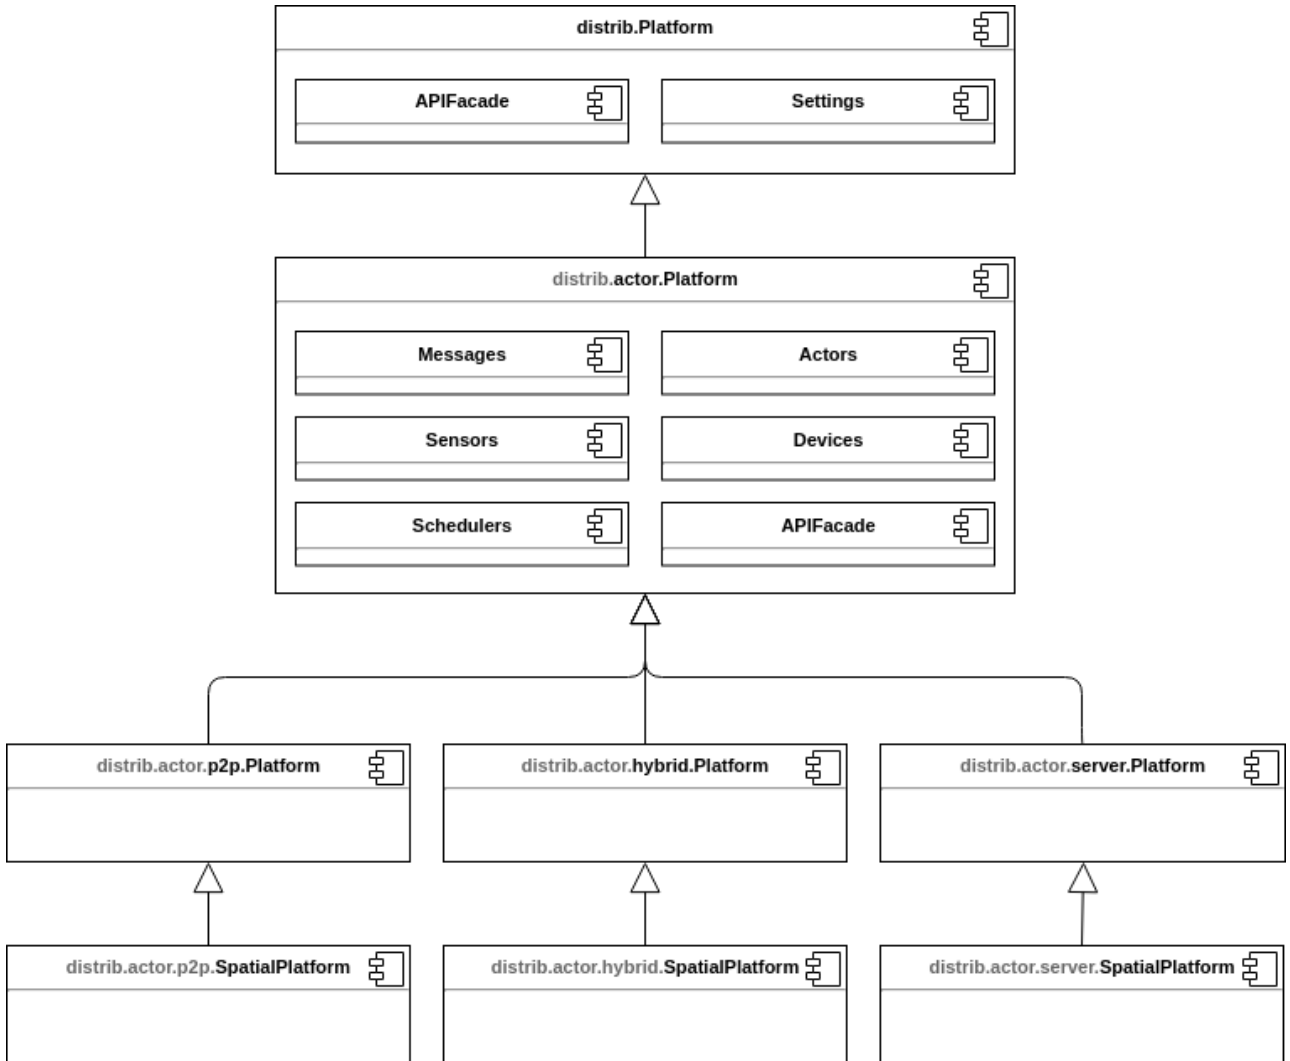 distrib.Platform
APIFacade
Settings
distrib.actor.Platform
Messages
Actors
Sensors
Devices
Schedulers
APIFacade
distrib.actor.p2p.Platform
distrib.actor.hybrid.Platform
distrib.actor.server.Platform
distrib.actor.p2p.SpatialPlatform
distrib.actor.hybrid.SpatialPlatform
distrib.actor.server.SpatialPlatform